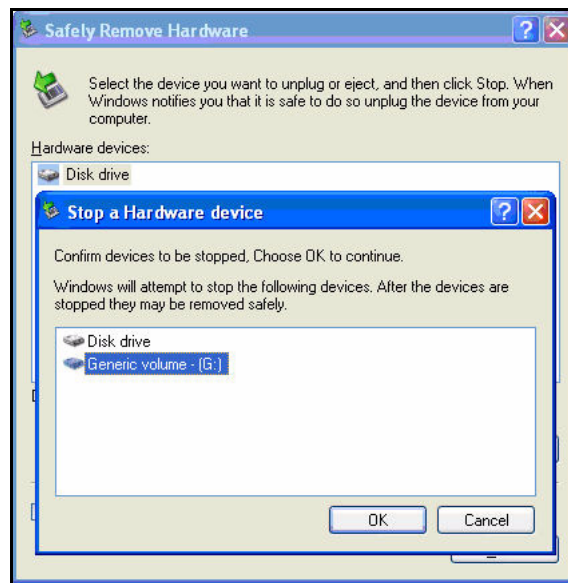 Safely Remove Hardware
Select the device you want to unplug or eject, and then click Stop. When
Windows notifies you that it is safe to do so unplug the device from your
computer.
Hardware devices:
Disk drive
Stop a Hardware device
Confirm devices to be stopped, Choose OK to continue.
Windows will attempt to stop the following devices. After the devices are
stopped they may be removed safely.
Disk drive
Generic volume - (G:)
OK
Cancel